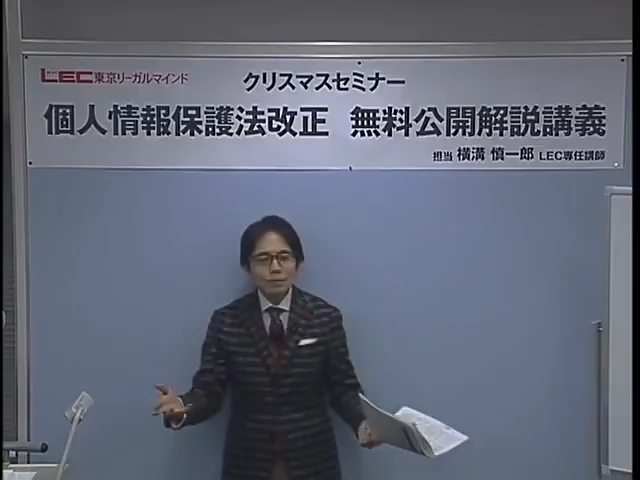 LEC東京リーガルマインド
クリスマスセミナー
個人情報保護法改正 無料公開解説講義
担当 横溝 慎一郎 LEC専任講師